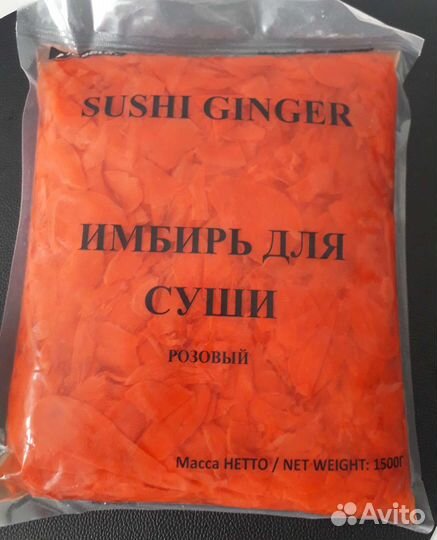 SUSHI GINGER
ИМБИРЬ ДЛЯ
СУШИ
РОЗОВЫЙ
Масса НЕТТО / NET WEIGHT: 1500Г
Avito